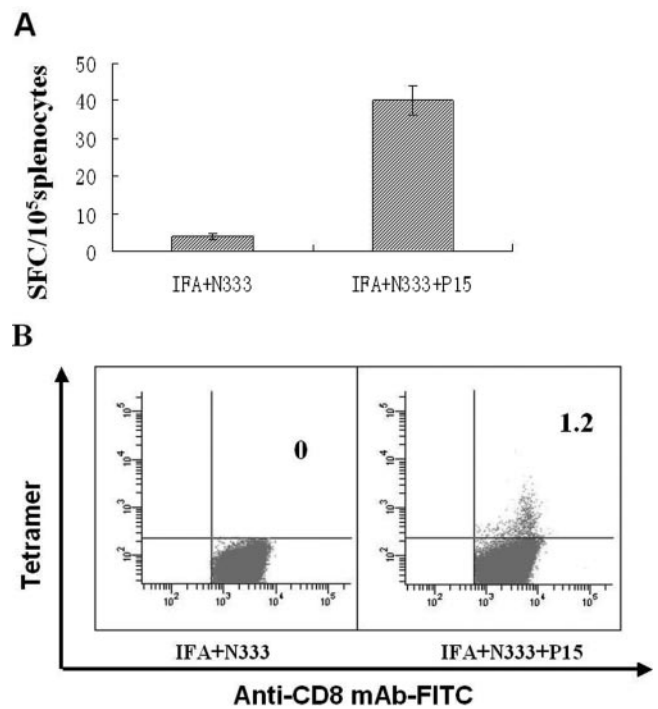 A
SFC/10⁵splenocytes
50
40
30
20
10
0
IFA+N333
IFA+N333+P15
B
Tetramer
10⁵
10⁴
10³
10²
0
10² 10³ 10⁴ 10⁵
IFA+N333
10⁵
10⁴
10³
10²
1.2
10² 10³ 10⁴ 10⁵
IFA+N333+P15
Anti-CD8 mAb-FITC